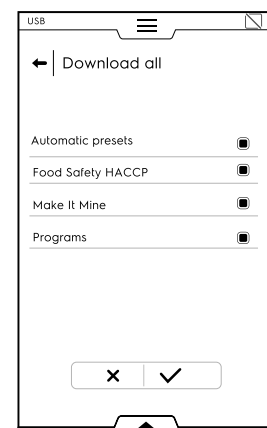 USB
Download all
Automatic presets
Food Safety HACCP
Make It Mine
Programs